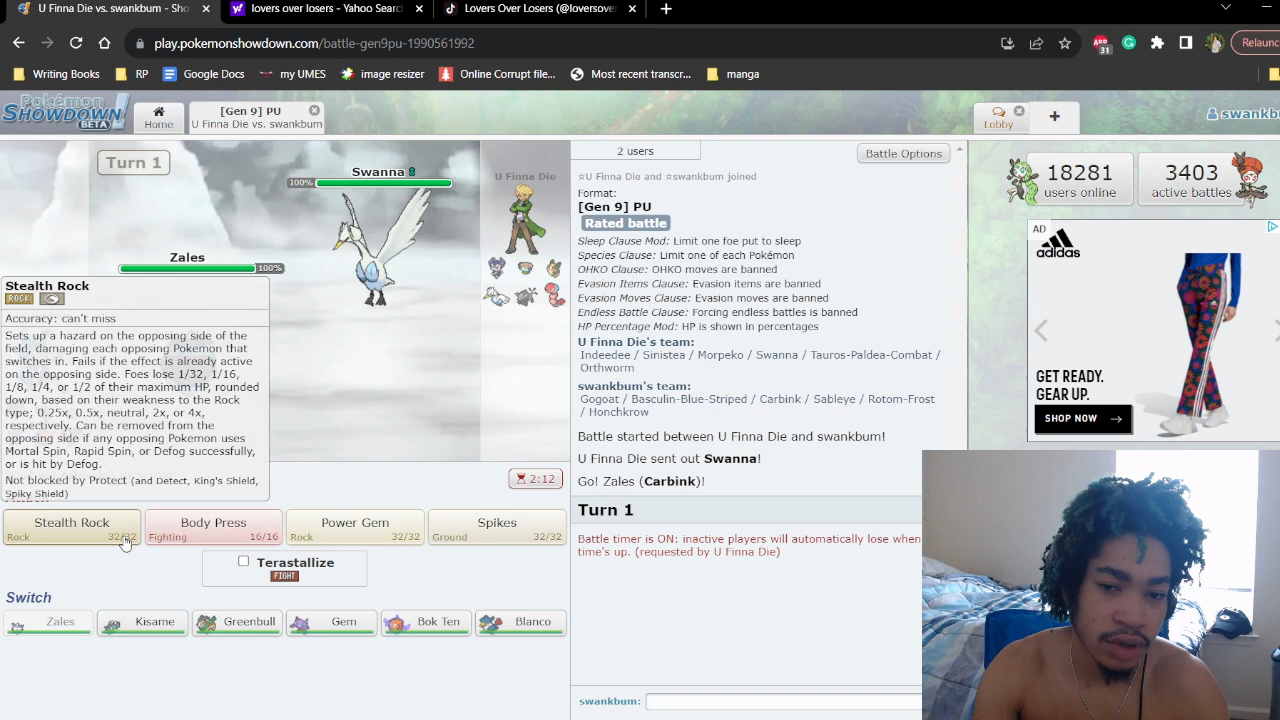 U Finna Die vs. swankbum - Sho
lovers over losers - Yahoo Searc
Lovers Over Losers (@loversove
play.pokemonshowdown.com/battle-gen9pu-1990561992
31
Relaunc
Writing Books
RP
Google Docs
my UMES
image resizer
Online Corrupt file...
Most recent transcr...
manga
Pokémon
SHOWDOWN!
BETA
Home
[Gen 9] PU
U Finna Die vs. swankbum
Lobby
swankb
Turn 1
Swanna
100%
Zales
100%
U Finna Die
Stealth Rock
ROCK
Accuracy: can't miss
Sets up a hazard on the opposing side of the
field, damaging each opposing Pokemon that
switches in. Fails if the effect is already active
on the opposing side. Foes lose 1/32, 1/16,
1/8, 1/4, or 1/2 of their maximum HP, rounded
down, based on their weakness to the Rock
type; 0.25x, 0.5x, neutral, 2x, or 4x,
respectively. Can be removed from the
opposing side if any opposing Pokemon uses
Mortal Spin, Rapid Spin, or Defog successfully,
or is hit by Defog.
Not blocked by Protect (and Detect, King's Shield,
Spiky Shield)
2:12
Stealth Rock
Rock 32/32
Body Press
Fighting 16/16
Power Gem
Rock 32/32
Spikes
Ground 32/32
Terastallize
FIGHT
Switch
Zales
Kisame
Greenbull
Gem
Bok Ten
Blanco
2 users
Battle Options
☆U Finna Die and ☆swankbum joined
Format:
[Gen 9] PU
Rated battle
Sleep Clause Mod: Limit one foe put to sleep
Species Clause: Limit one of each Pokémon
OHKO Clause: OHKO moves are banned
Evasion Items Clause: Evasion items are banned
Evasion Moves Clause: Evasion moves are banned
Endless Battle Clause: Forcing endless battles is banned
HP Percentage Mod: HP is shown in percentages
U Finna Die's team:
Indeedee / Sinistea / Morpeko / Swanna / Tauros-Paldea-Combat /
Orthworm
swankbum's team:
Gogoat / Basculin-Blue-Striped / Carbink / Sableye / Rotom-Frost
/ Honchkrow
Battle started between U Finna Die and swankbum!
U Finna Die sent out Swanna!
Go! Zales (Carbink)!
Turn 1
Battle timer is ON: inactive players will automatically lose when
time's up. (requested by U Finna Die)
swankbum:
18281
users online
3403
active battles
AD
adidas
GET READY.
GEAR UP.
SHOP NOW